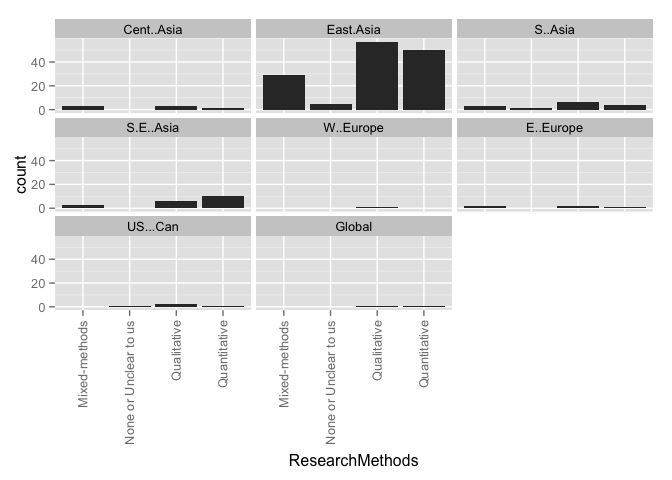 Cent..Asia
East.Asia
S..Asia
40
20
0
S.E..Asia
W..Europe
E..Europe
40
20
0
US...Can
Global
40
20
0
count
Mixed-methods
None or Unclear to us
Qualitative
Quantitative
Mixed-methods
None or Unclear to us
Qualitative
Quantitative
ResearchMethods